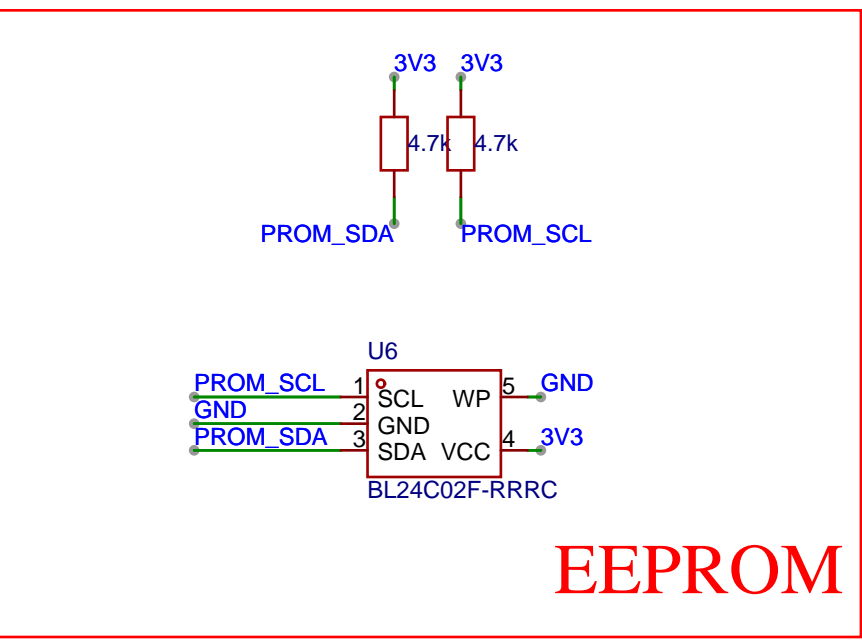 3V3 3V3
4.7k 4.7k
PROM_SDA PROM_SCL
U6
PROM_SCL 1 SCL WP 5 GND
GND 2 GND
PROM_SDA 3 SDA VCC 4 3V3
BL24C02F-RRRC
EEPROM